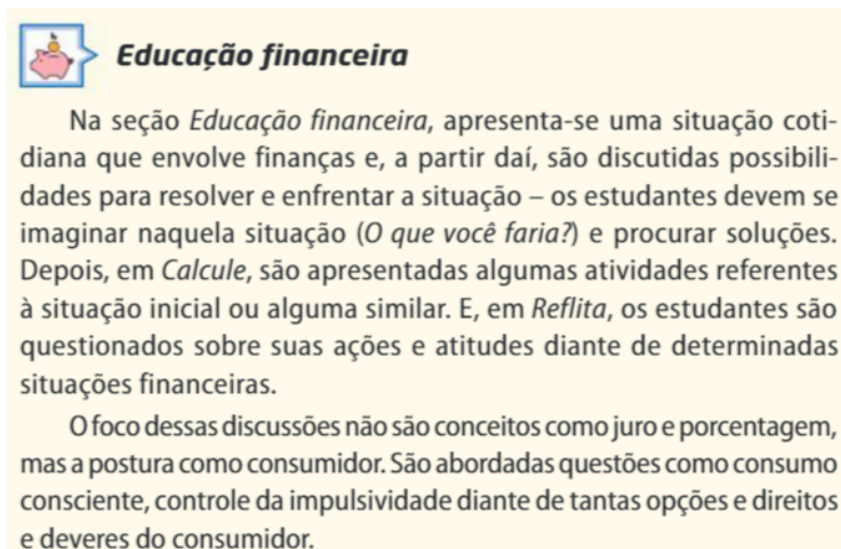 Educação financeira
Na seção Educação financeira, apresenta-se uma situação coti-
diana que envolve finanças e, a partir daí, são discutidas possibili-
dades para resolver e enfrentar a situação – os estudantes devem se
imaginar naquela situação (O que você faria?) e procurar soluções.
Depois, em Calcule, são apresentadas algumas atividades referentes
à situação inicial ou alguma similar. E, em Reflita, os estudantes são
questionados sobre suas ações e atitudes diante de determinadas
situações financeiras.
O foco dessas discussões não são conceitos como juro e porcentagem,
mas a postura como consumidor. São abordadas questões como consumo
consciente, controle da impulsividade diante de tantas opções e direitos
e deveres do consumidor.